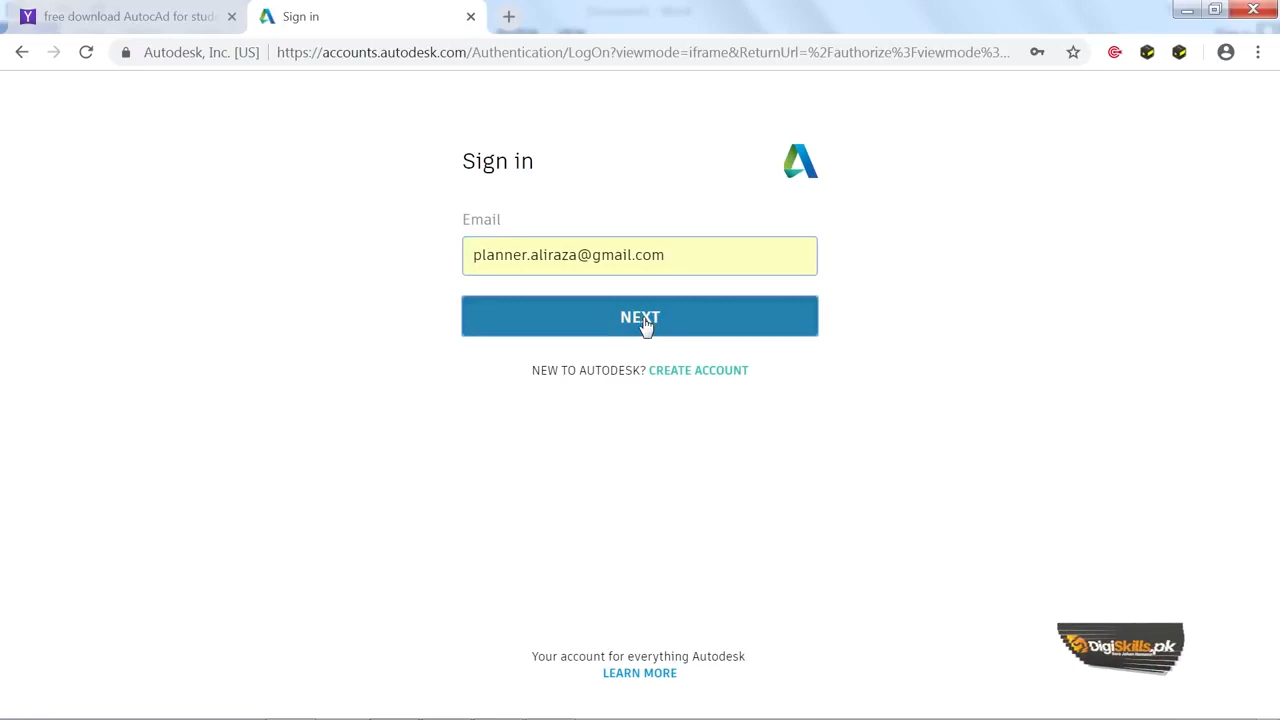 free download AutoCad for stud
Sign in
Autodesk, Inc. [US]
https://accounts.autodesk.com/Authentication/LogOn?viewmode=iframe&ReturnUrl=%2Fauthorize%3Fviewmode%3...
Sign in
Email
planner.aliraza@gmail.com
NEXT
NEW TO AUTODESK? CREATE ACCOUNT
Your account for everything Autodesk
LEARN MORE
DigiSkills.pk